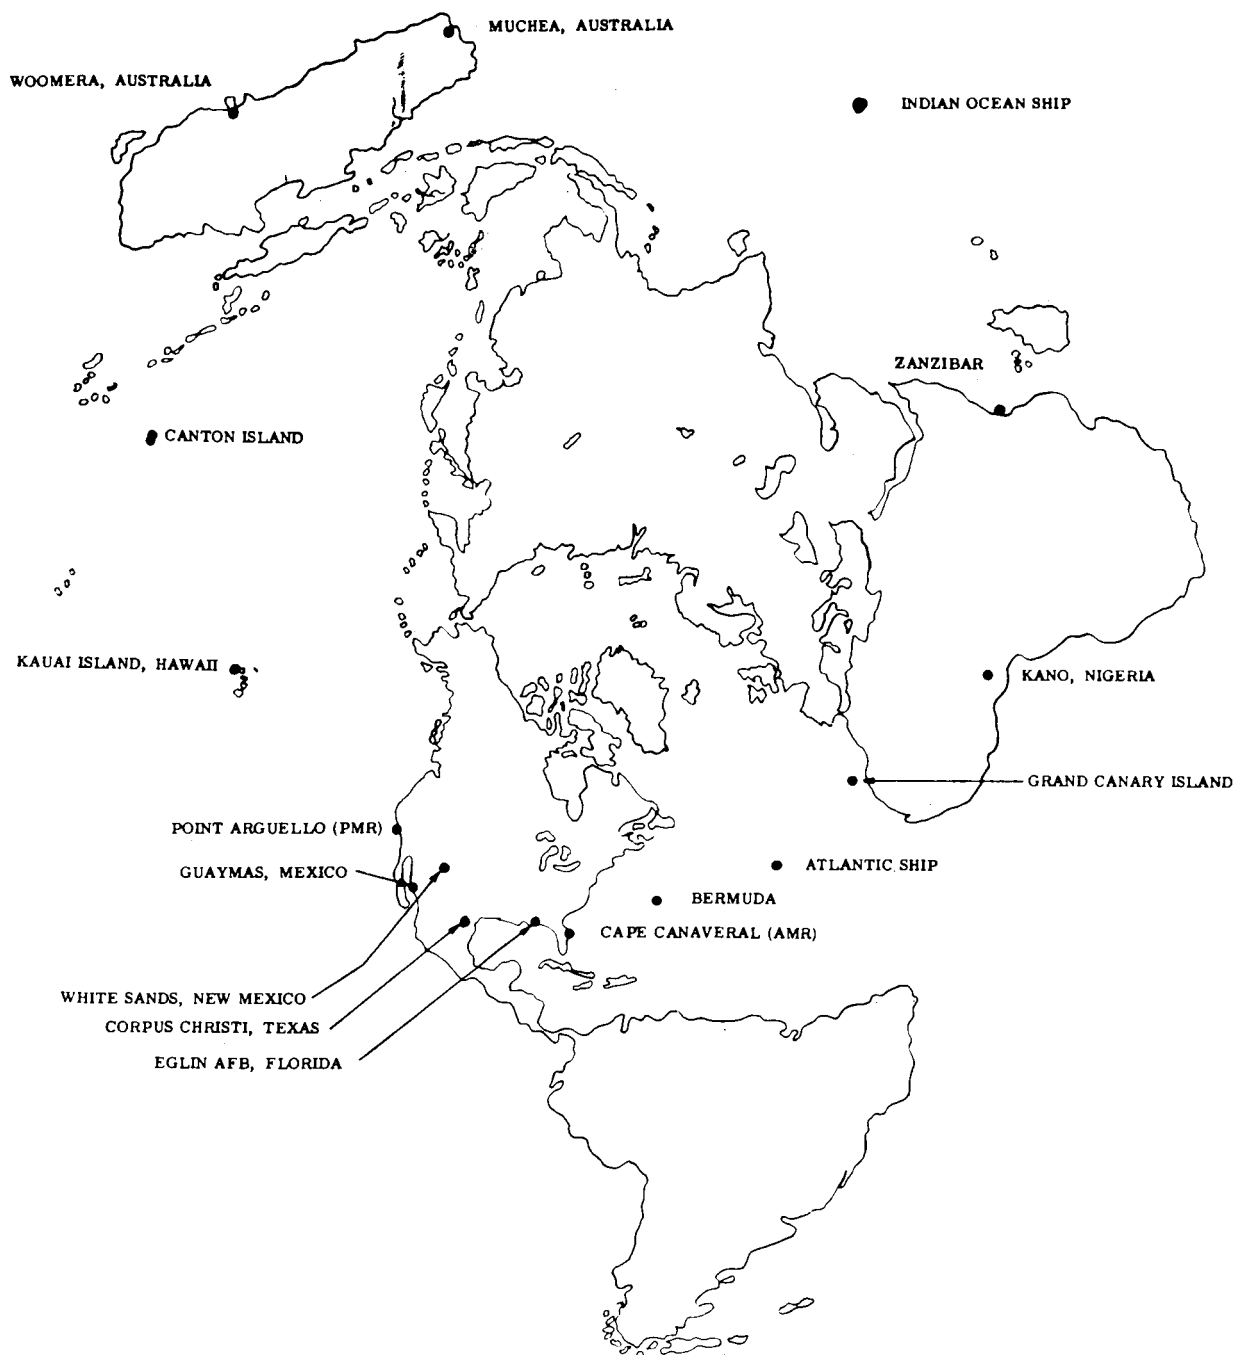 MUCHEA, AUSTRALIA
WOOMERA, AUSTRALIA
INDIAN OCEAN SHIP
ZANZIBAR
CANTON ISLAND
KAUAI ISLAND, HAWAII
KANO, NIGERIA
GRAND CANARY ISLAND
POINT ARGUELLO (PMR)
GUAYMAS, MEXICO
ATLANTIC SHIP
BERMUDA
CAPE CANAVERAL (AMR)
WHITE SANDS, NEW MEXICO
CORPUS CHRISTI, TEXAS
EGLIN AFB, FLORIDA